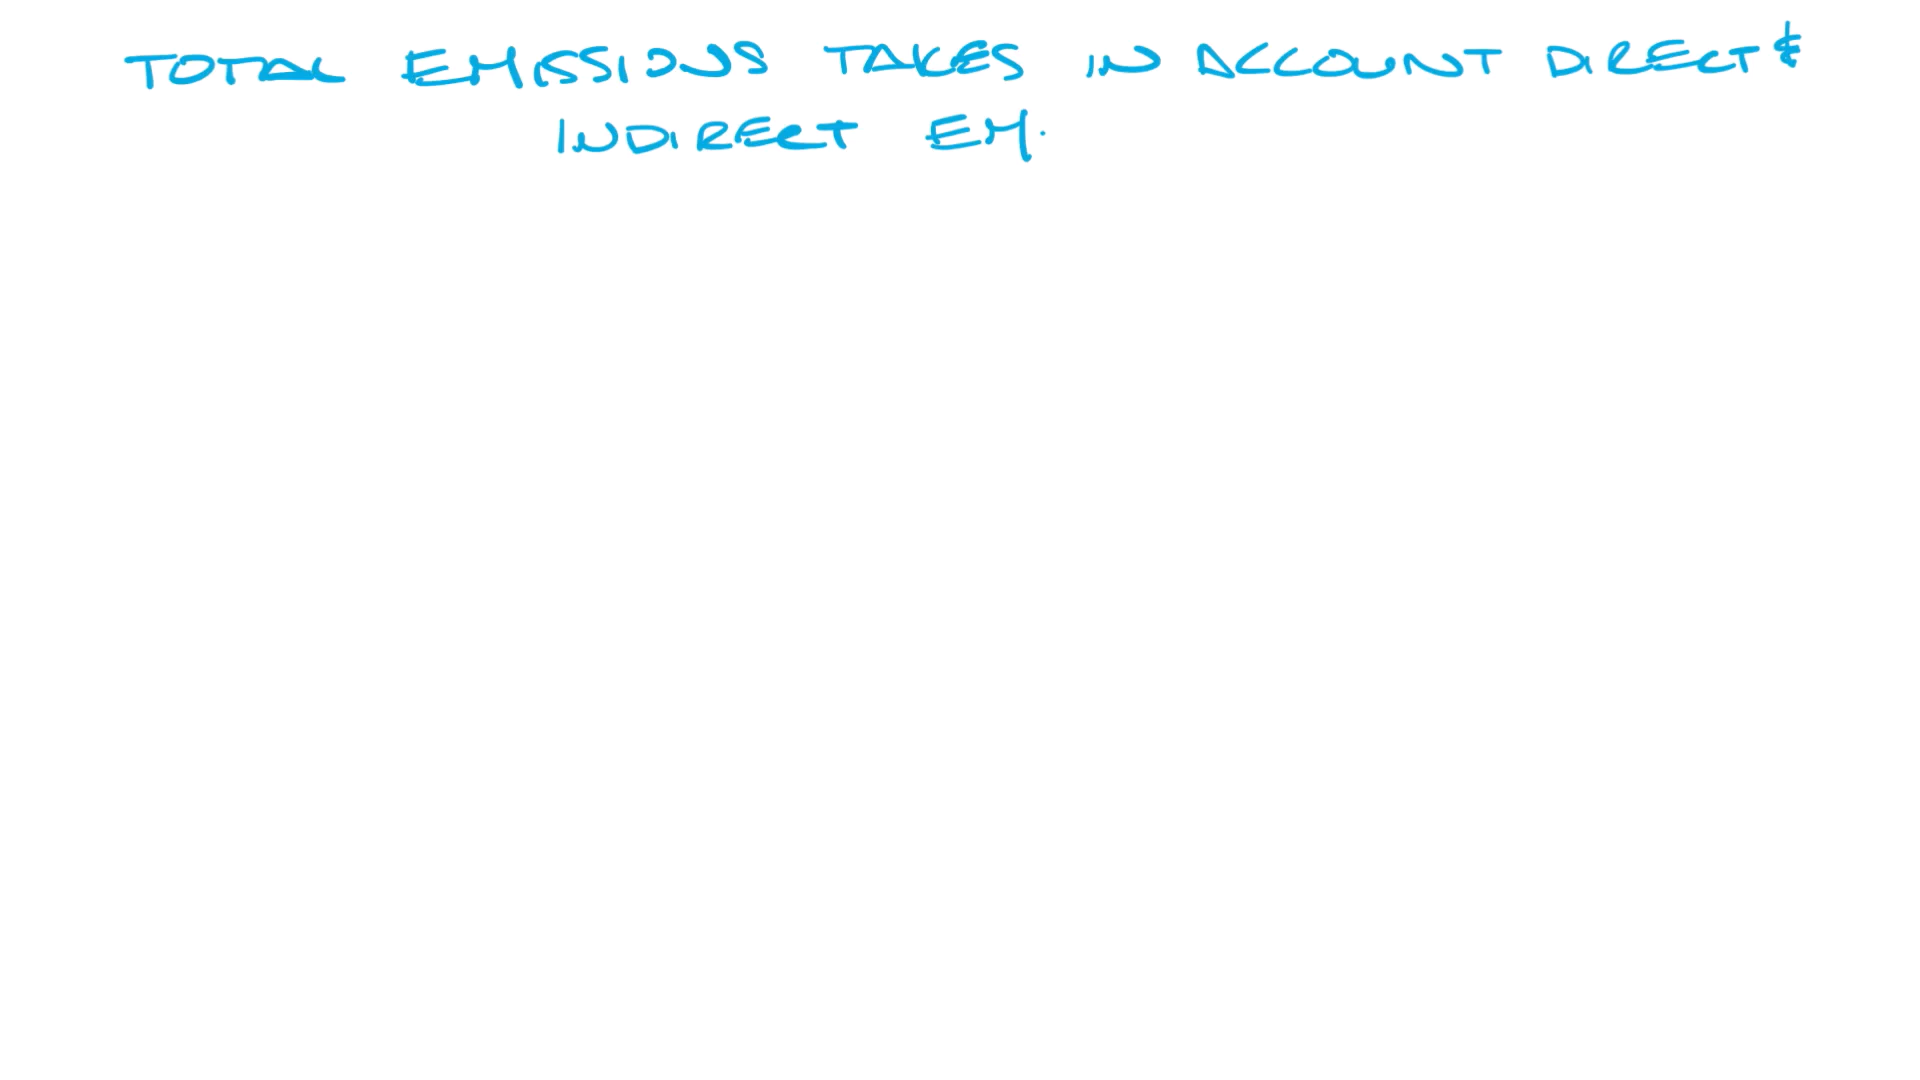 TOTAL EMISSIONS TAKES IN ACCOUNT DIRECT &
INDIRECT EM.